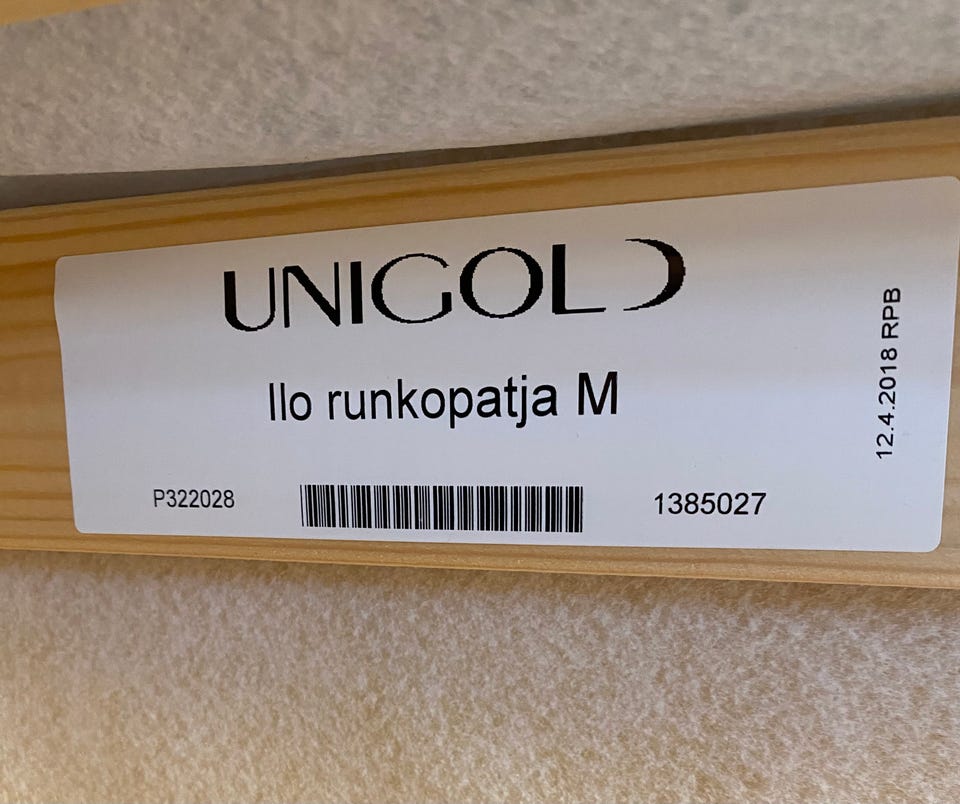 UNIGOLD
Ilo runkopatja M
P322028
1385027
12.4.2018 RPB